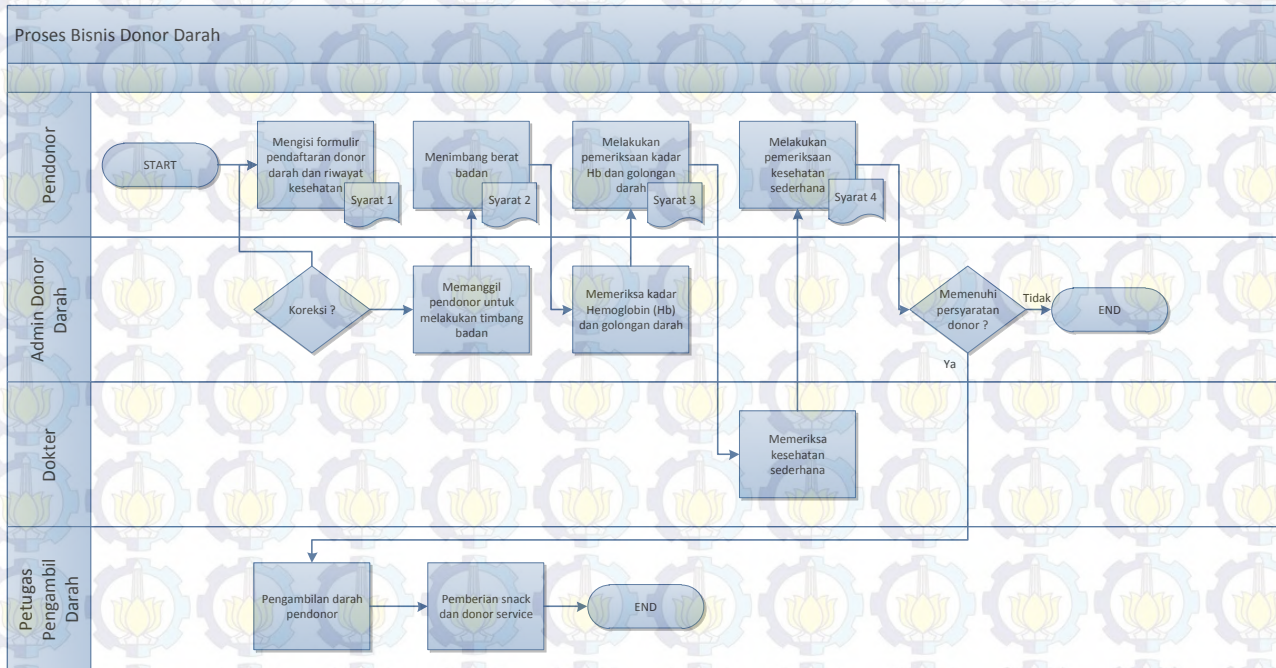 Proses Bisnis Donor Darah
Pendonor
START
Mengisi formulir
pendaftaran donor
darah dan riwayat
kesehatan
Syarat 1
Menimbang berat
badan
Syarat 2
Melakukan
pemeriksaan kadar
Hb dan golongan
darah
Syarat 3
Melakukan
pemeriksaan
kesehatan
sederhana
Syarat 4
Admin Donor
Darah
Koreksi ?
Memanggil
pendonor untuk
melakukan timbang
badan
Memeriksa kadar
Hemoglobin (Hb)
dan golongan darah
Memenuhi
persyaratan
donor ?
Tidak
END
Ya
Dokter
Memeriksa
kesehatan
sederhana
Petugas
Pengambil
Darah
Pengambilan darah
pendonor
Pemberian snack
dan donor service
END